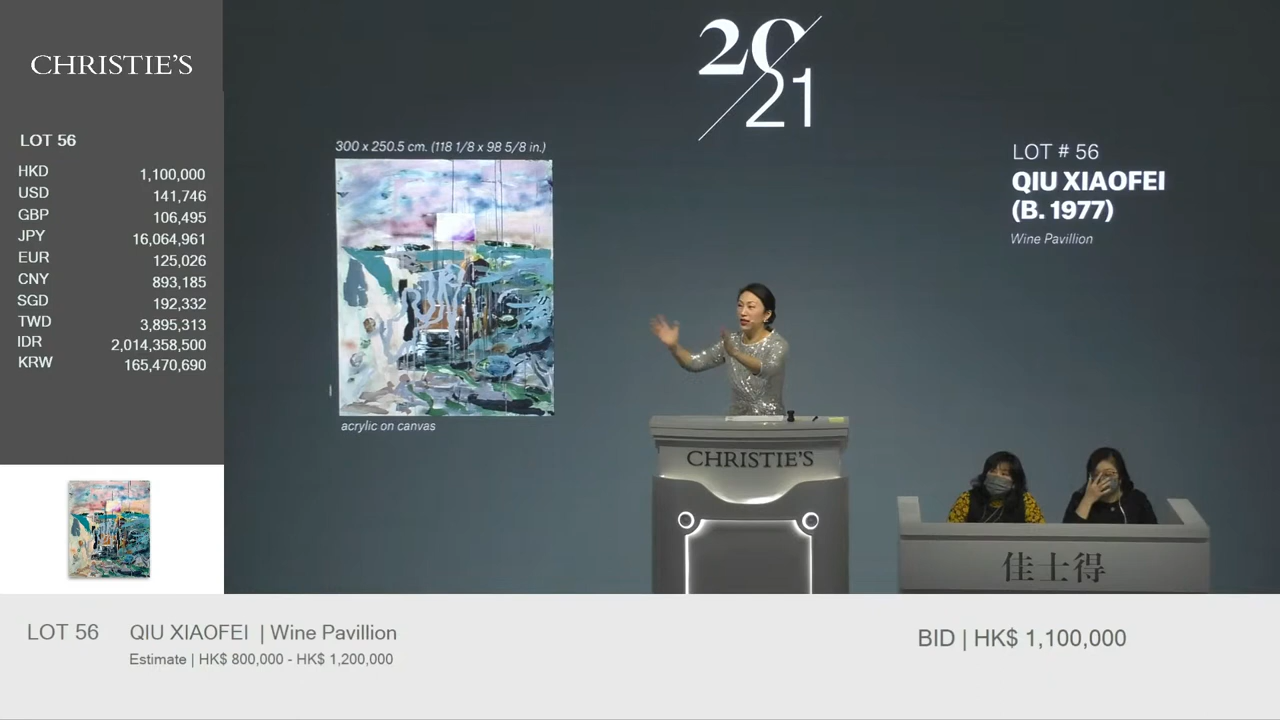 CHRISTIE'S
LOT 56
HKD 1,100,000
USD 141,746
GBP 106,495
JPY 16,064,961
EUR 125,026
CNY 893,185
SGD 192,332
TWD 3,895,313
IDR 2,014,358,500
KRW 165,470,690
20
21
300 x 250.5 cm. (118 1/8 x 98 5/8 in.)
acrylic on canvas
LOT # 56
QIU XIAOFEI
(B. 1977)
Wine Pavillion
CHRISTIE'S
佳士得
LOT 56 QIU XIAOFEI | Wine Pavillion
Estimate | HK$ 800,000 - HK$ 1,200,000
BID | HK$ 1,100,000